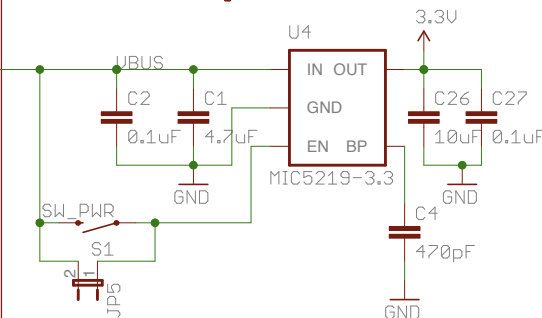 3.3V
U4
VBUS
IN OUT
GND
EN BP
MIC5219-3.3
C2
0.1uF
C1
4.7uF
C26
10uF
C27
0.1uF
GND
GND
SW_PWR
S1
2
1
JP5
C4
470pF
GND